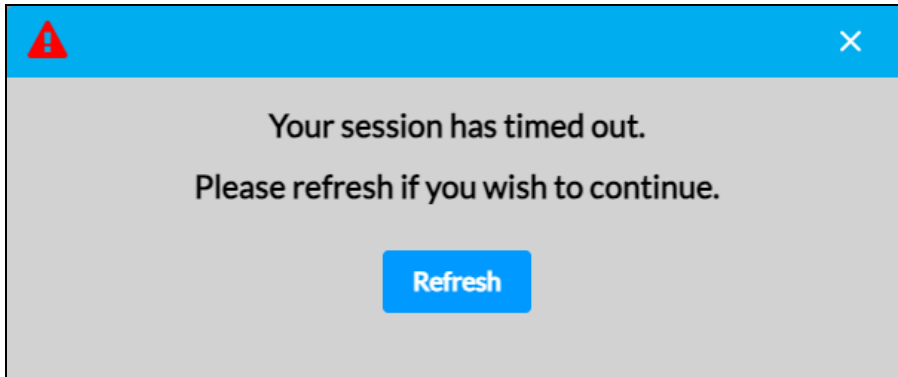 Your session has timed out.
Please refresh if you wish to continue.
Refresh